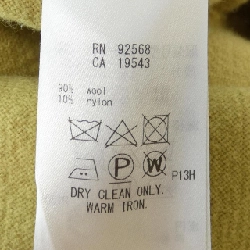 RN 92568
CA 19543
90% wool
10% nylon
P W P13H
DRY CLEAN ONLY.
WARM IRON.